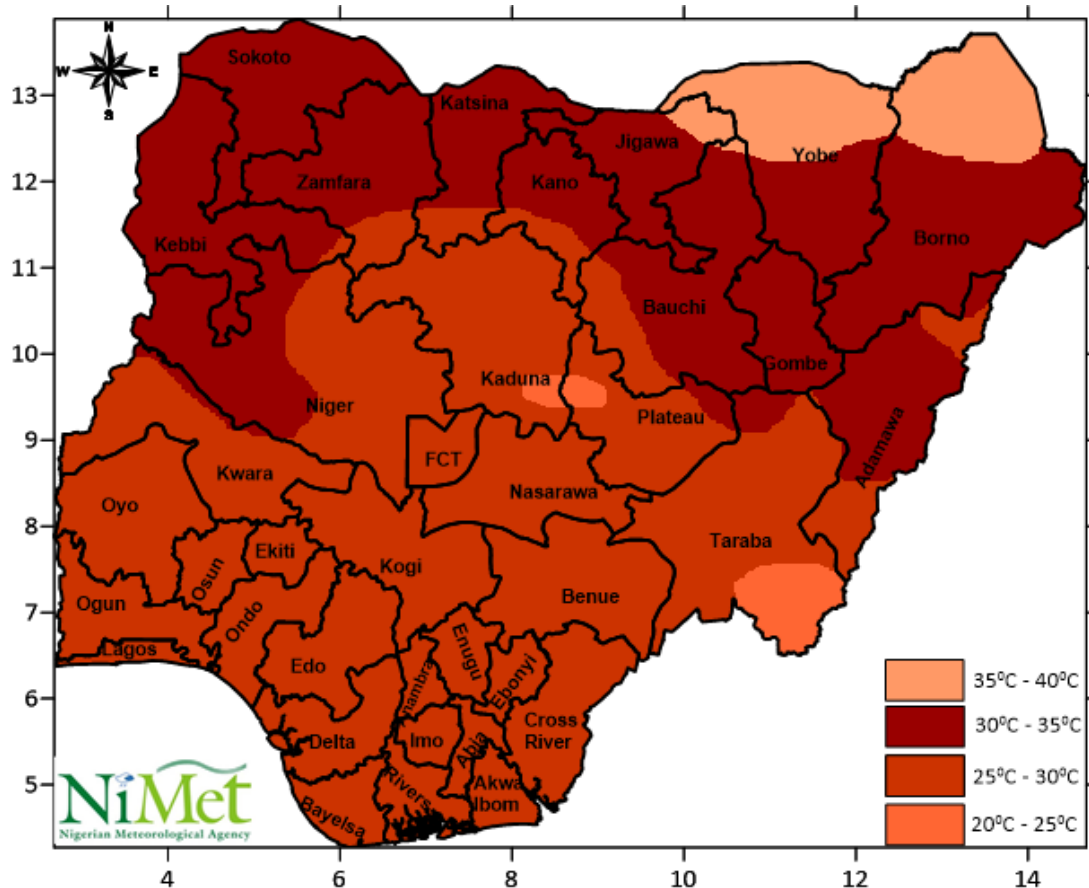 N
W
E
S
13
12
11
10
9
8
7
6
5
4
6
8
10
12
14
Sokoto
Katsina
Jigawa
Yobe
Zamfara
Kano
Kebbi
Borno
Bauchi
Gombe
Kaduna
Niger
Plateau
Adamawa
FCT
Kwara
Nasarawa
Oyo
Taraba
Ekiti
Osun
Kogi
Benue
Ogun
Ondo
Lagos
Edo
Enugu
Ebonyi
nambra
Cross
River
Delta
Imo
Abia
Rivers
Akwa
Ibom
Bayelsa
35⁰C - 40⁰C
30⁰C - 35⁰C
25⁰C - 30⁰C
20⁰C - 25⁰C
NiMet
Nigerian Meteorological Agency